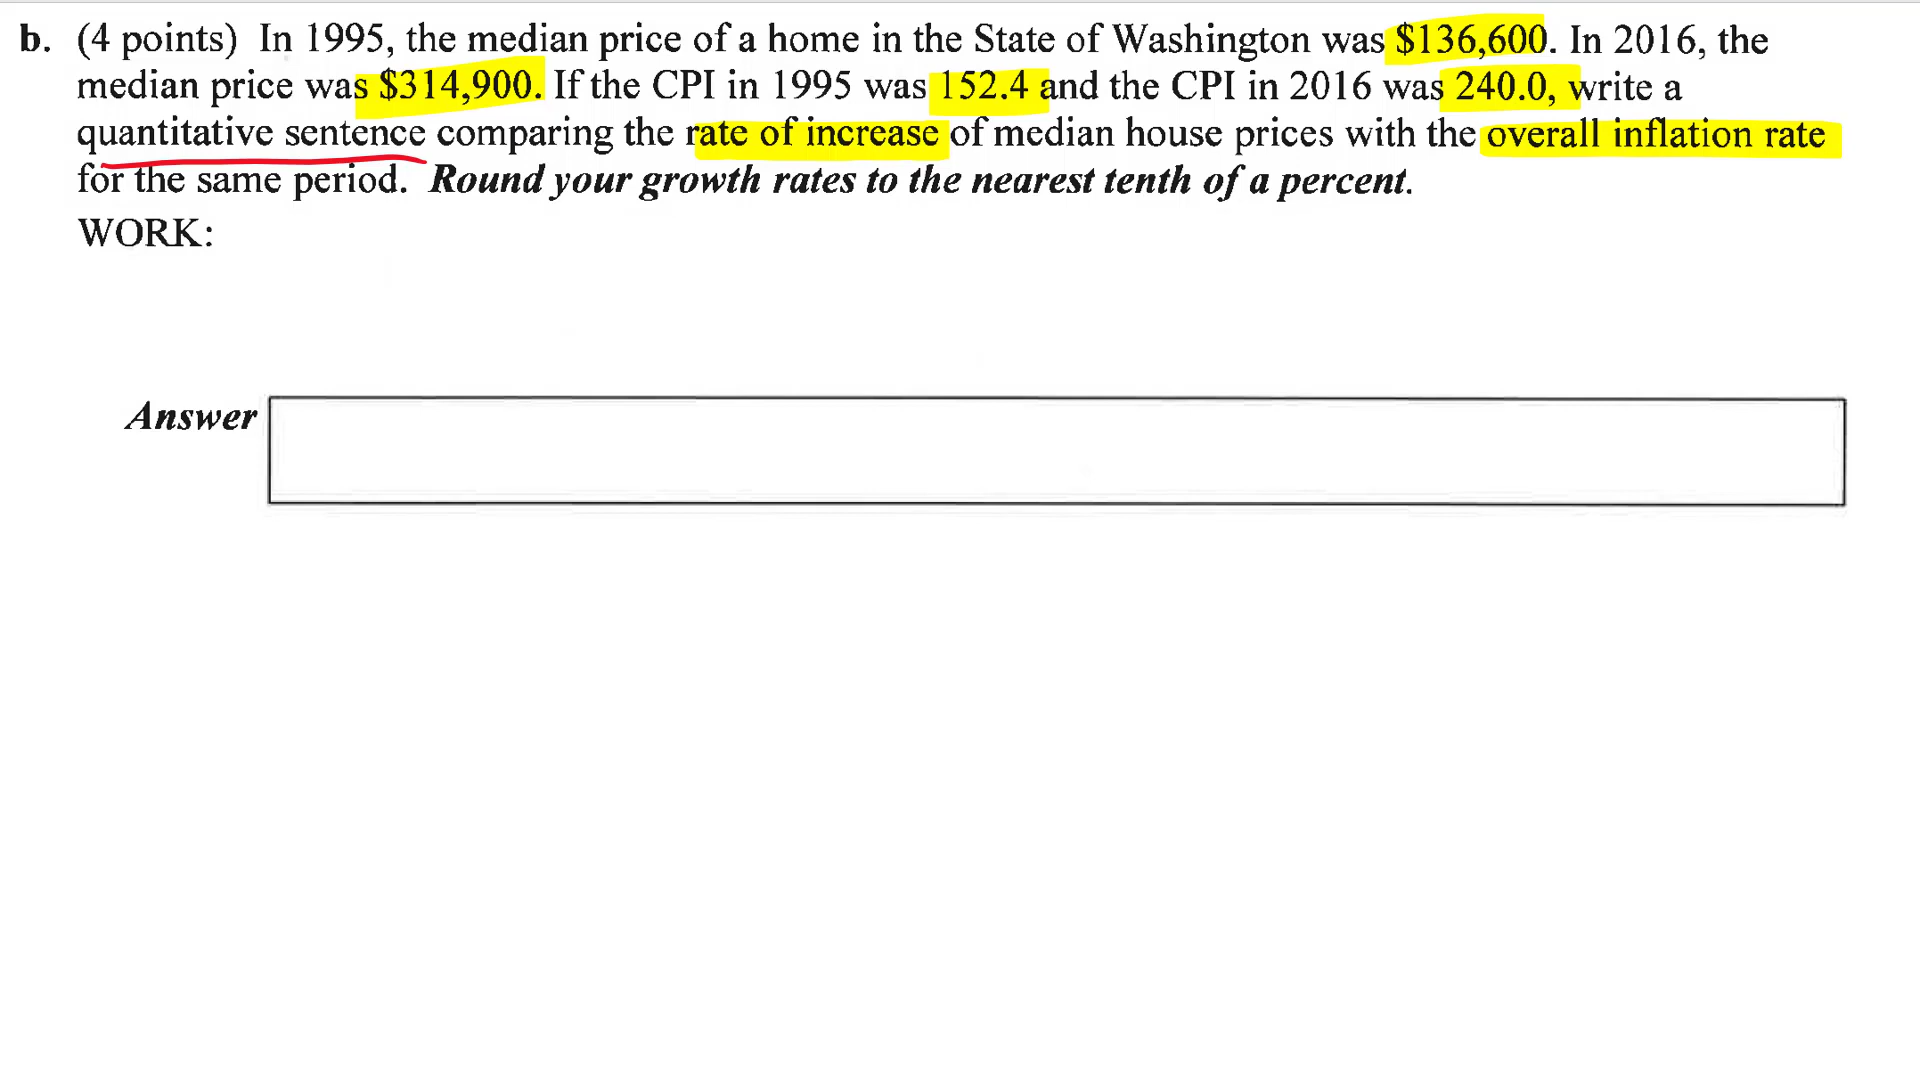 b. (4 points) In 1995, the median price of a home in the State of Washington was $136,600. In 2016, the
median price was $314,900. If the CPI in 1995 was 152.4 and the CPI in 2016 was 240.0, write a
quantitative sentence comparing the rate of increase of median house prices with the overall inflation rate
for the same period. Round your growth rates to the nearest tenth of a percent.
WORK:
Answer